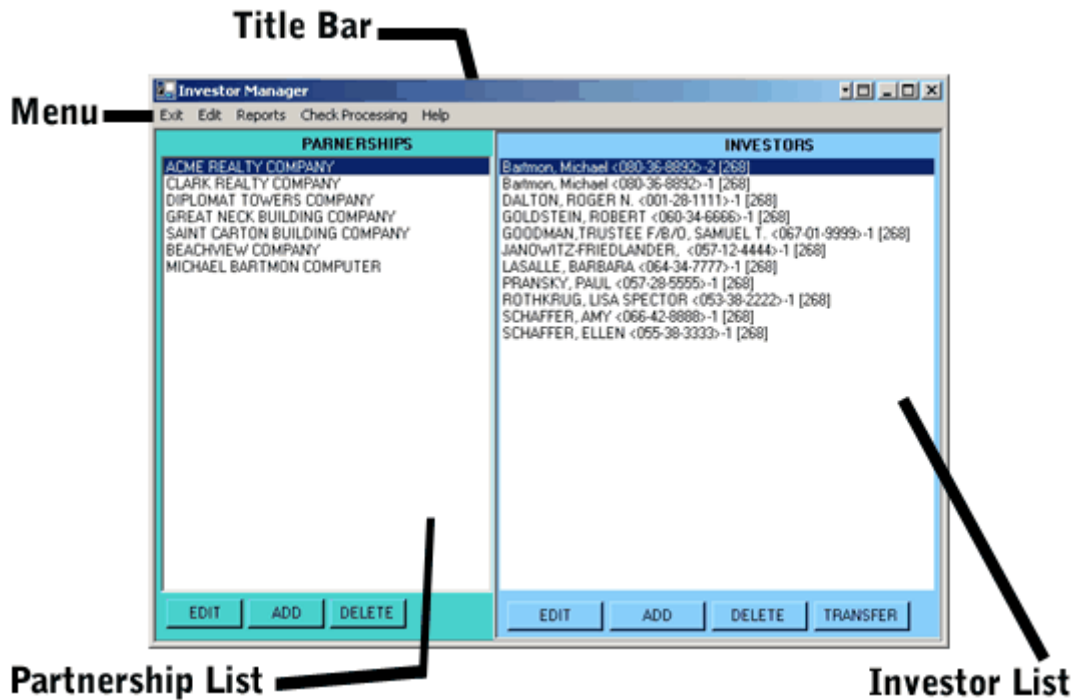 Title Bar
Investor Manager
Menu
Exit Edit Reports Check Processing Help
PARNERSHIPS
ACME REALTY COMPANY
CLARK REALTY COMPANY
DIPLOMAT TOWERS COMPANY
GREAT NECK BUILDING COMPANY
SAINT CARTON BUILDING COMPANY
BEACHVIEW COMPANY
MICHAEL BARTMON COMPUTER
EDIT ADD DELETE
INVESTORS
Bartmon, Michael <080-36-8892>-2 [268]
Bartmon, Michael <080-36-8892>-1 [268]
DALTON, ROGER N. <001-28-1111>-1 [268]
GOLDSTEIN, ROBERT <060-34-6666>-1 [268]
GOODMAN,TRUSTEE F/B/O, SAMUEL T. <067-01-9999>-1 [268]
JANOWITZ-FRIEDLANDER, <057-12-4444>-1 [268]
LASALLE, BARBARA <064-34-7777>-1 [268]
PRANSKY, PAUL <057-28-5555>-1 [268]
ROTHKRUG, LISA SPECTOR <053-38-2222>-1 [268]
SCHAFFER, AMY <066-42-8888>-1 [268]
SCHAFFER, ELLEN <055-38-3333>-1 [268]
EDIT ADD DELETE TRANSFER
Partnership List
Investor List